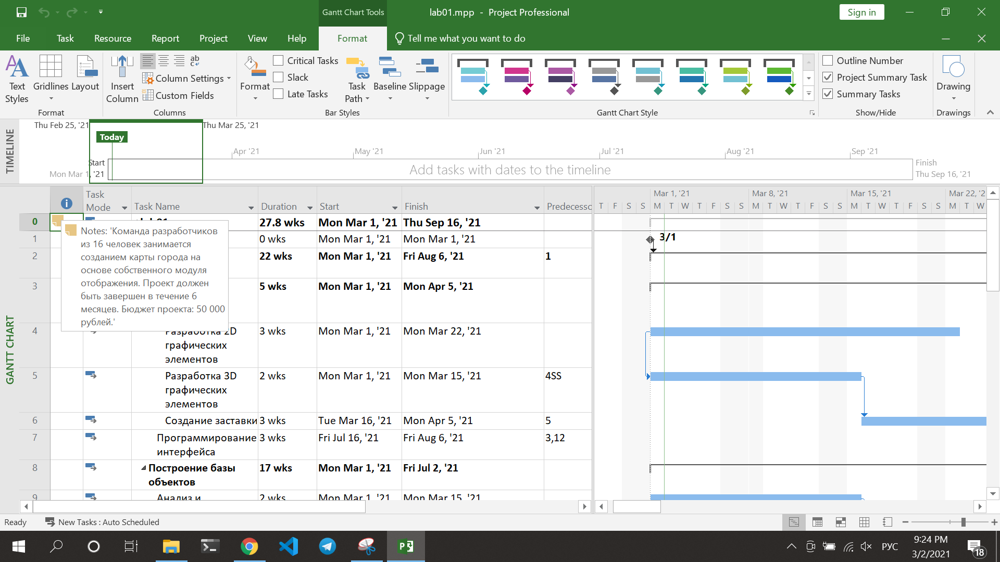 Gantt Chart Tools
lab01.mpp - Project Professional
Sign in
File Task Resource Report Project View Help Format Tell me what you want to do
Text Styles
Gridlines
Layout
Format
Insert Column
ab
c
Column Settings
Custom Fields
Columns
Format
Critical Tasks
Slack
Late Tasks
Task Path
Baseline
Slippage
Bar Styles
Gantt Chart Style
Outline Number
Project Summary Task
Summary Tasks
Show/Hide
Drawing
Drawings
TIMELINE
Thu Feb 25, '21
Thu Mar 25, '21
Today
Apr '21 May '21 Jun '21 Jul '21 Aug '21 Sep '21
Start
Mon Mar 1, '21
Add tasks with dates to the timeline
Finish
Thu Sep 16, '21
GANTT CHART
Task Mode Task Name Duration Start Finish Predecesso
Mar 1, '21 Mar 8, '21 Mar 15, '21 Mar 22, '2
T F S S M T W T F S S M T W T F S S M T W T F S S M T W
0 27.8 wks Mon Mar 1, '21 Thu Sep 16, '21
1 0 wks Mon Mar 1, '21 Mon Mar 1, '21
3/1
2 22 wks Mon Mar 1, '21 Fri Aug 6, '21 1
3 5 wks Mon Mar 1, '21 Mon Apr 5, '21
Notes: 'Команда разработчиков
из 16 человек занимается
созданием карты города на
основе собственного модуля
отображения. Проект должен
быть завершен в течение 6
месяцев. Бюджет проекта: 50 000
рублей.'
4 Разработка 2D 3 wks Mon Mar 1, '21 Mon Mar 22, '21
графических
элементов
5 Разработка 3D 2 wks Mon Mar 1, '21 Mon Mar 15, '21 4SS
графических
элементов
6 Создание заставки 3 wks Tue Mar 16, '21 Mon Apr 5, '21 5
7 Программирование 3 wks Fri Jul 16, '21 Fri Aug 6, '21 3,12
интерфейса
8 Построение базы 17 wks Mon Mar 1, '21 Fri Jul 2, '21
объектов
9 Анализ и 2 wks Mon Mar 1, '21 Mon Mar 15, '21
Ready New Tasks : Auto Scheduled
РУС
9:24 PM
3/2/2021
18